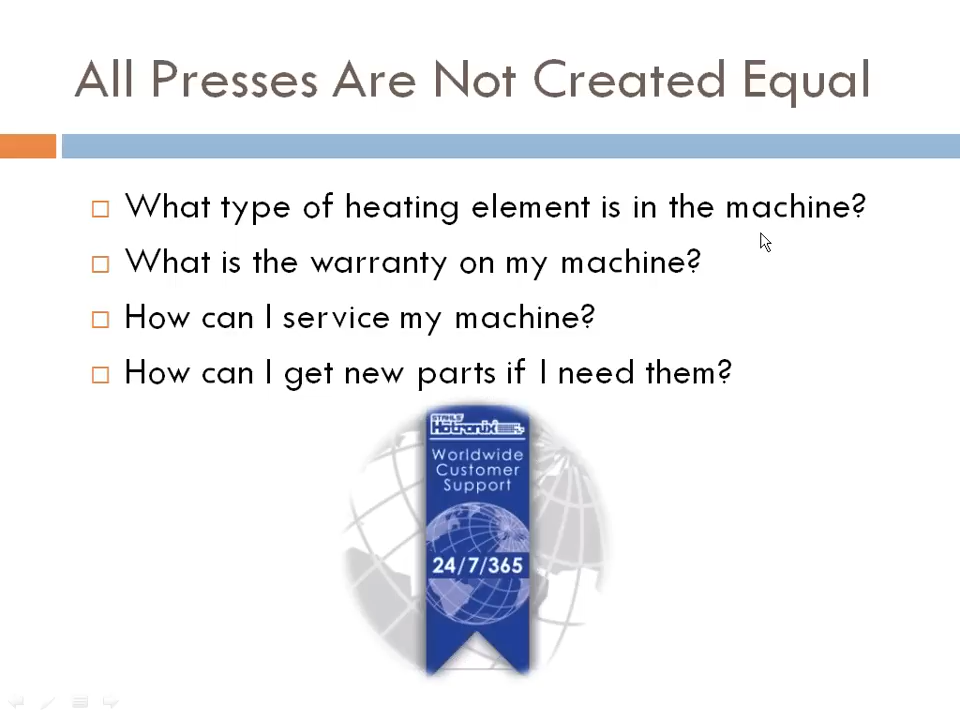 All Presses Are Not Created Equal
What type of heating element is in the machine?
What is the warranty on my machine?
How can I service my machine?
How can I get new parts if I need them?
STAHLS'
Hotronix
Worldwide
Customer
Support
24/7/365